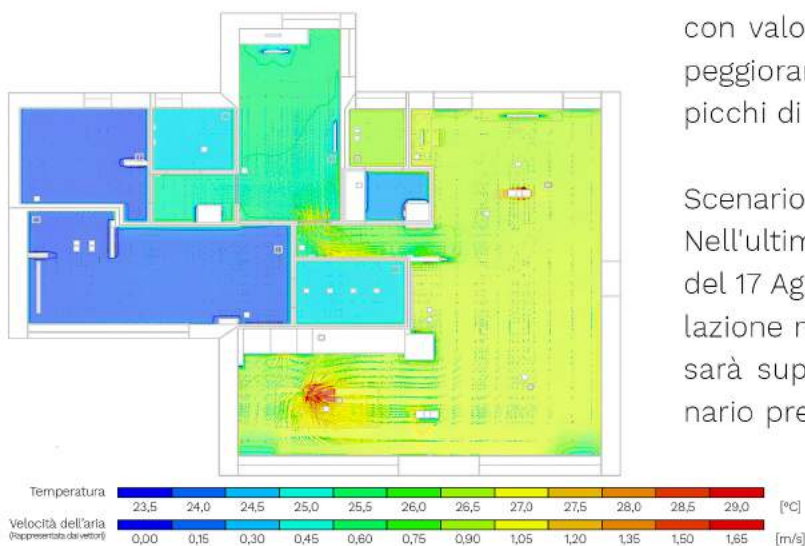 con valo
peggiora
picchi di
Scenario
Nell'ultim
del 17 Ag
lazione
sarà sup
nario pre
Temperatura
23,5 24,0 24,5 25,0 25,5 26,0 26,5 27,0 27,5 28,0 28,5 29,0 [°C]
Velocità dell'aria
(Rappresentata dai vettori)
0,00 0,15 0,30 0,45 0,60 0,75 0,90 1,05 1,20 1,35 1,50 1,65 [m/s]